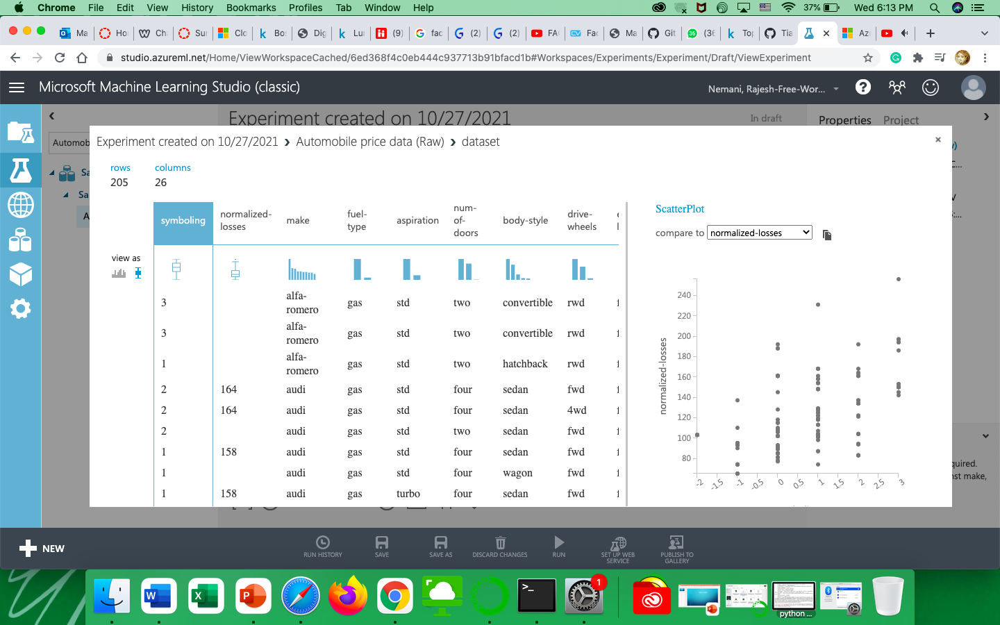 Chrome File Edit View History Bookmarks Profiles Tab Window Help 37% Wed 6:13 PM
Ma Ho Ch Sui Clo Bo: Dig Lur (9) fac (2) (2) FA( Fac Ma Git (3( To Tia Az
studio.azureml.net/Home/ViewWorkspaceCached/6ed368f4c0eb444c937713b91bfacd1b#Workspaces/Experiments/Experiment/Draft/ViewExperiment
Microsoft Machine Learning Studio (classic)
Nemani, Rajesh-Free-Wor...
Experiment created on 10/27/2021
In draft
Properties Project
Automob
Sa
Sa
A
Experiment created on 10/27/2021 › Automobile price data (Raw) › dataset
rows columns
205 26
symboling normalized-losses make fuel-type aspiration num-of-doors body-style drive-wheels
view as
3 alfa-romero gas std two convertible rwd
3 alfa-romero gas std two convertible rwd
1 alfa-romero gas std two hatchback rwd
2 164 audi gas std four sedan fwd
2 164 audi gas std four sedan 4wd
2 audi gas std two sedan fwd
1 158 audi gas std four sedan fwd
1 audi gas std four wagon fwd
1 158 audi gas turbo four sedan fwd
ScatterPlot
compare to normalized-losses
normalized-losses
240
220
200
180
160
140
120
100
80
-2 -1.5 -1 -0.5 0 0.5 1 1.5 2 2.5 3
quired.
nst make,
NEW
RUN HISTORY SAVE SAVE AS DISCARD CHANGES RUN SET UP WEB SERVICE PUBLISH TO GALLERY
W X P >_ 1
python ...